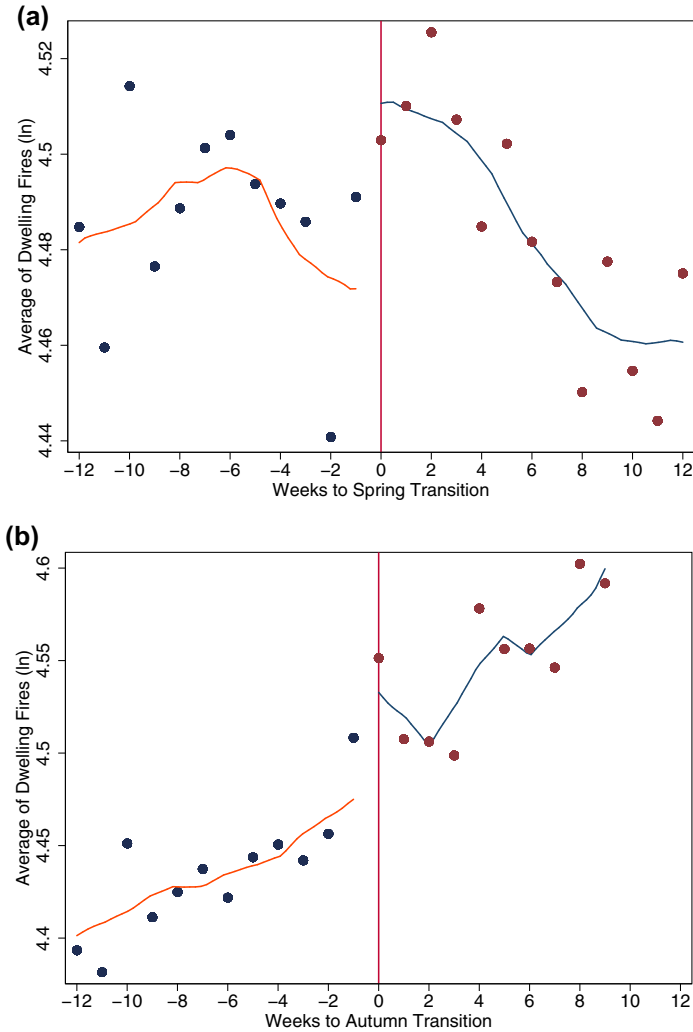 (a)
Average of Dwelling Fires (ln)
4.52
4.5
4.48
4.46
4.44
−12 −10 −8 −6 −4 −2 0 2 4 6 8 10 12
Weeks to Spring Transition
(b)
Average of Dwelling Fires (ln)
4.6
4.55
4.5
4.45
4.4
−12 −10 −8 −6 −4 −2 0 2 4 6 8 10 12
Weeks to Autumn Transition